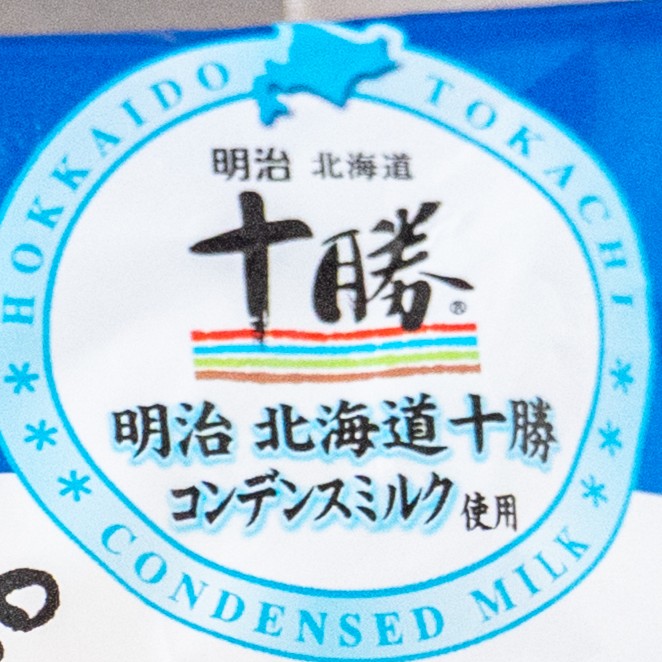 HOKKAIDO TOKACHI
明治 北海道
十勝®
明治 北海道十勝
コンデンスミルク使用
CONDENSED MILK